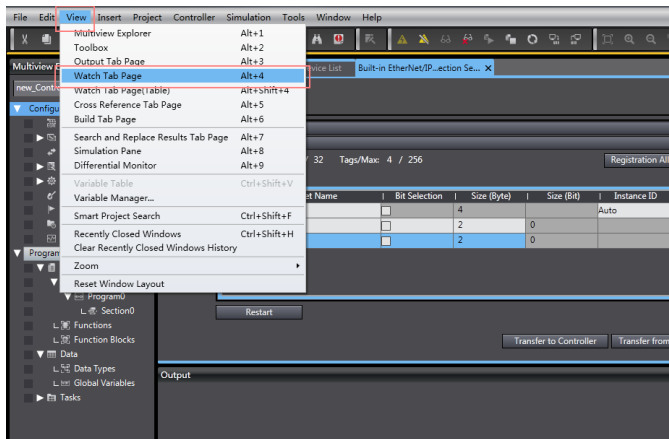 File Edit View Insert Project Controller Simulation Tools Window Help
Multiview Explorer Alt+1
Toolbox Alt+2
Output Tab Page Alt+3
Watch Tab Page Alt+4
Watch Tab Page(Table) Alt+Shift+4
Cross Reference Tab Page Alt+5
Build Tab Page Alt+6
Search and Replace Results Tab Page Alt+7
Simulation Pane Alt+8
Differential Monitor Alt+9
Variable Table Ctrl+Shift+V
Variable Manager...
Smart Project Search Ctrl+Shift+F
Recently Closed Windows Ctrl+Shift+H
Clear Recently Closed Windows History
Zoom
Reset Window Layout
Multiview
List Built-in EtherNet/IP...ection Se... X
Configu
/ 32 Tags/Max: 4 / 256 Registration All
Name Bit Selection Size (Byte) Size (Bit) Instance ID
4 Auto
2 0
2 0
Program
Program0
Section0
Functions
Function Blocks
Data
Data Types
Global Variables
Tasks
Restart
Transfer to Controller Transfer from
Output